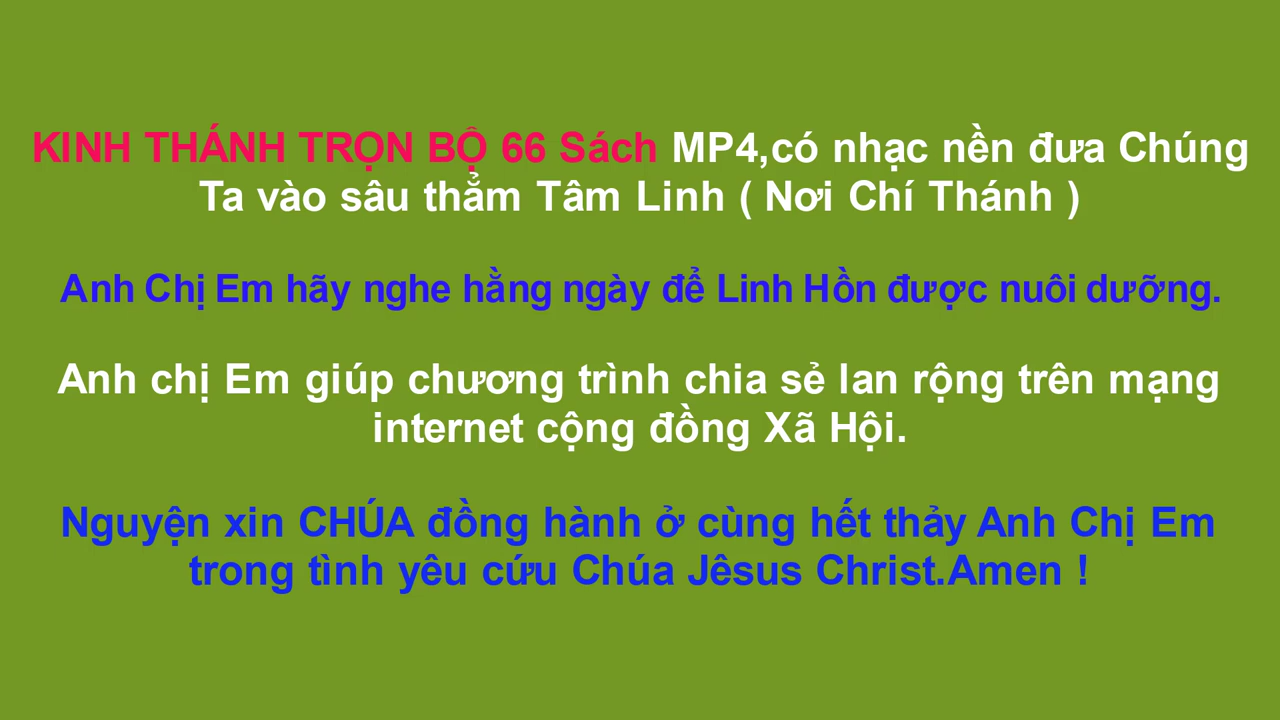 KINH THÁNH TRỌN BỘ 66 Sách MP4,có nhạc nền đưa Chúng
Ta vào sâu thẳm Tâm Linh ( Nơi Chí Thánh )
Anh Chị Em hãy nghe hằng ngày để Linh Hồn được nuôi dưỡng.
Anh chị Em giúp chương trình chia sẻ lan rộng trên mạng
internet cộng đồng Xã Hội.
Nguyện xin CHÚA đồng hành ở cùng hết thảy Anh Chị Em
trong tình yêu cứu Chúa Jêsus Christ.Amen !